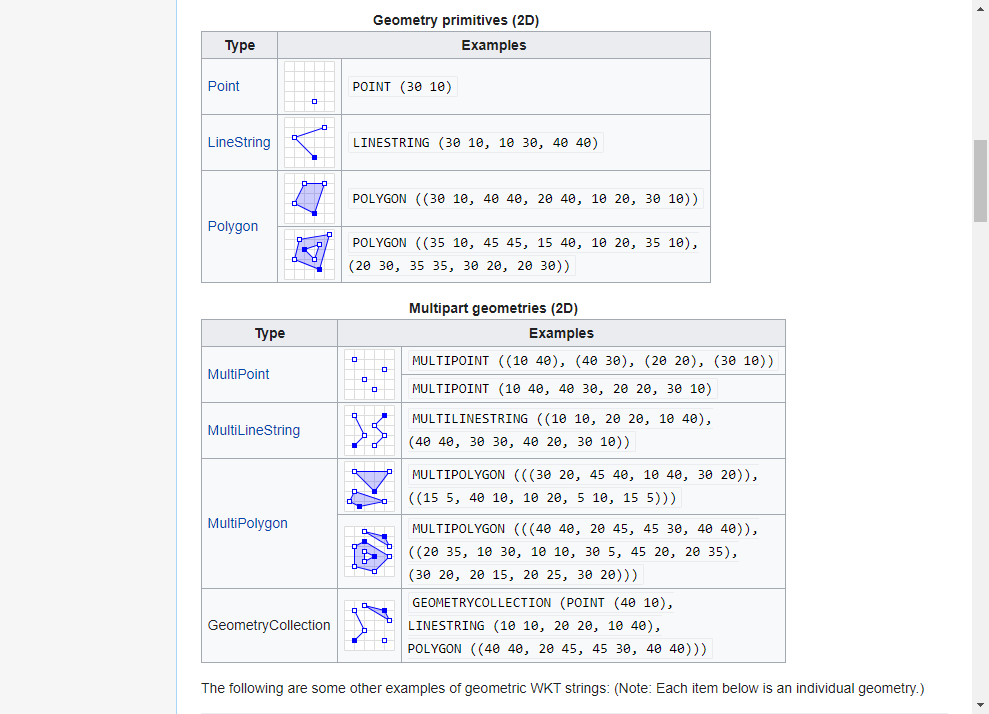 Geometry primitives (2D)
Type Examples
Point POINT (30 10)
LineString LINESTRING (30 10, 10 30, 40 40)
Polygon
POLYGON ((30 10, 40 40, 20 40, 10 20, 30 10))
POLYGON ((35 10, 45 45, 15 40, 10 20, 35 10),
(20 30, 35 35, 30 20, 20 30))
Multipart geometries (2D)
Type Examples
MultiPoint
MULTIPOINT ((10 40), (40 30), (20 20), (30 10))
MULTIPOINT (10 40, 40 30, 20 20, 30 10)
MultiLineString
MULTILINESTRING ((10 10, 20 20, 10 40),
(40 40, 30 30, 40 20, 30 10))
MultiPolygon
MULTIPOLYGON (((30 20, 45 40, 10 40, 30 20)),
((15 5, 40 10, 10 20, 5 10, 15 5)))
MULTIPOLYGON (((40 40, 20 45, 45 30, 40 40)),
((20 35, 10 30, 10 10, 30 5, 45 20, 20 35),
(30 20, 20 15, 20 25, 30 20)))
GeometryCollection
GEOMETRYCOLLECTION (POINT (40 10),
LINESTRING (10 10, 20 20, 10 40),
POLYGON ((40 40, 20 45, 45 30, 40 40)))
The following are some other examples of geometric WKT strings: (Note: Each item below is an individual geometry.)